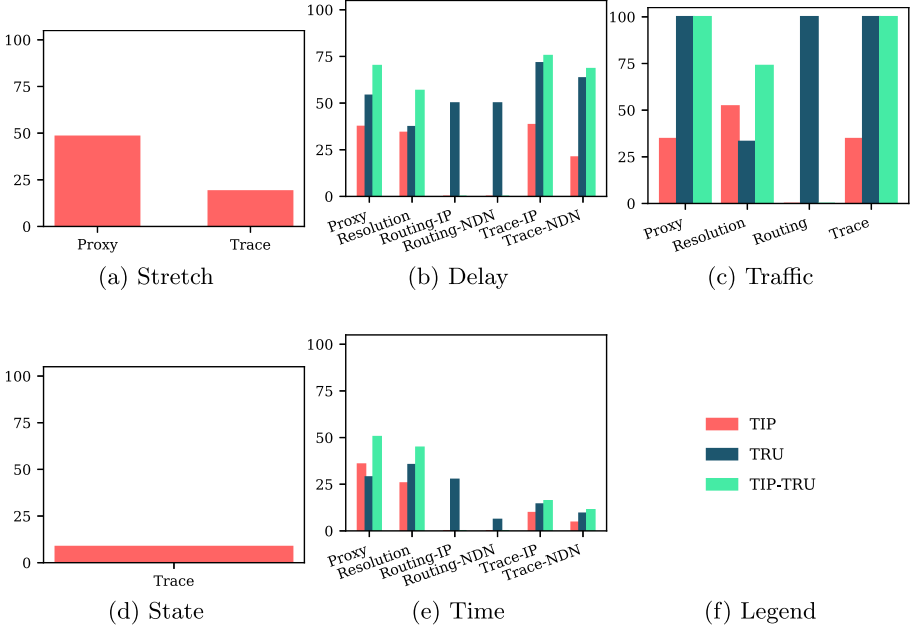 100
75
50
25
0
Proxy
Trace
(a) Stretch
100
75
50
25
0
Proxy
Resolution
Routing-IP
Routing-NDN
Trace-IP
Trace-NDN
(b) Delay
100
75
50
25
0
Proxy
Resolution
Routing
Trace
(c) Traffic
100
75
50
25
0
Trace
(d) State
100
75
50
25
0
Proxy
Resolution
Routing-IP
Routing-NDN
Trace-IP
Trace-NDN
(e) Time
TIP
TRU
TIP-TRU
(f) Legend